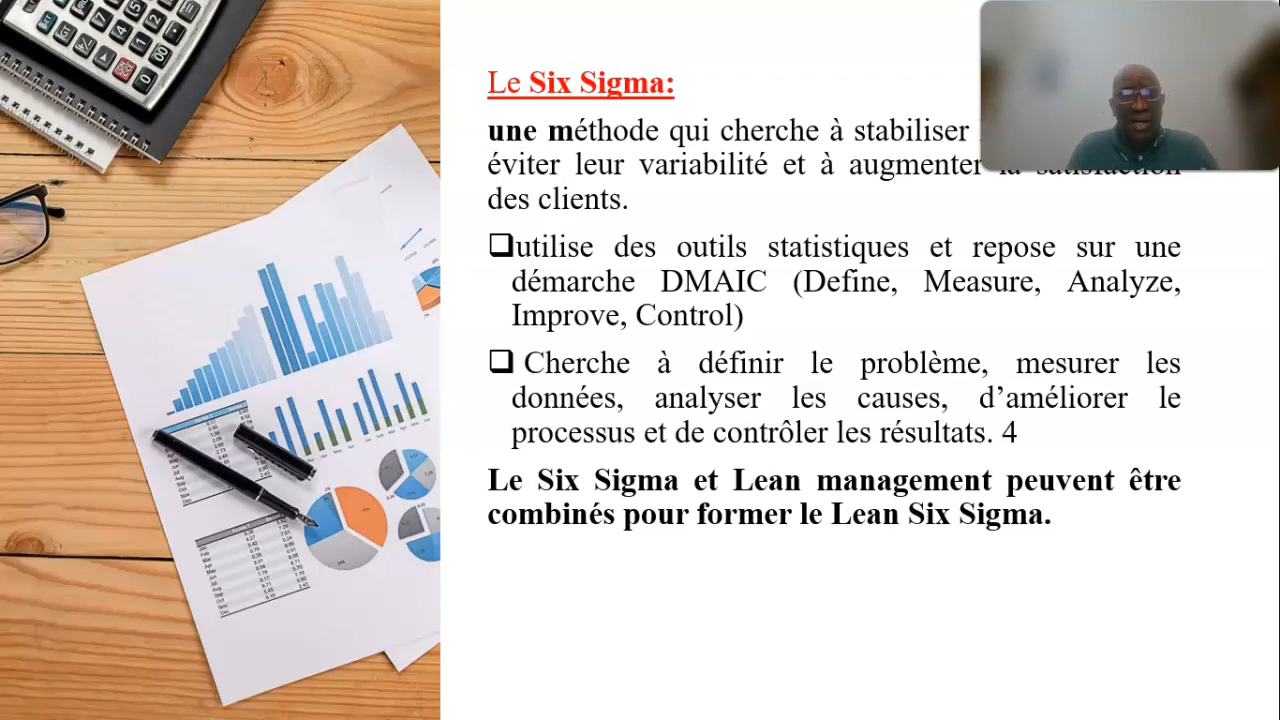 Le Six Sigma:
une méthode qui cherche à stabiliser
éviter leur variabilité et à augmenter la satisfaction
des clients.
❑utilise des outils statistiques et repose sur une
démarche DMAIC (Define, Measure, Analyze,
Improve, Control)
❑ Cherche à définir le problème, mesurer les
données, analyser les causes, d’améliorer le
processus et de contrôler les résultats. 4
Le Six Sigma et Lean management peuvent être
combinés pour former le Lean Six Sigma.